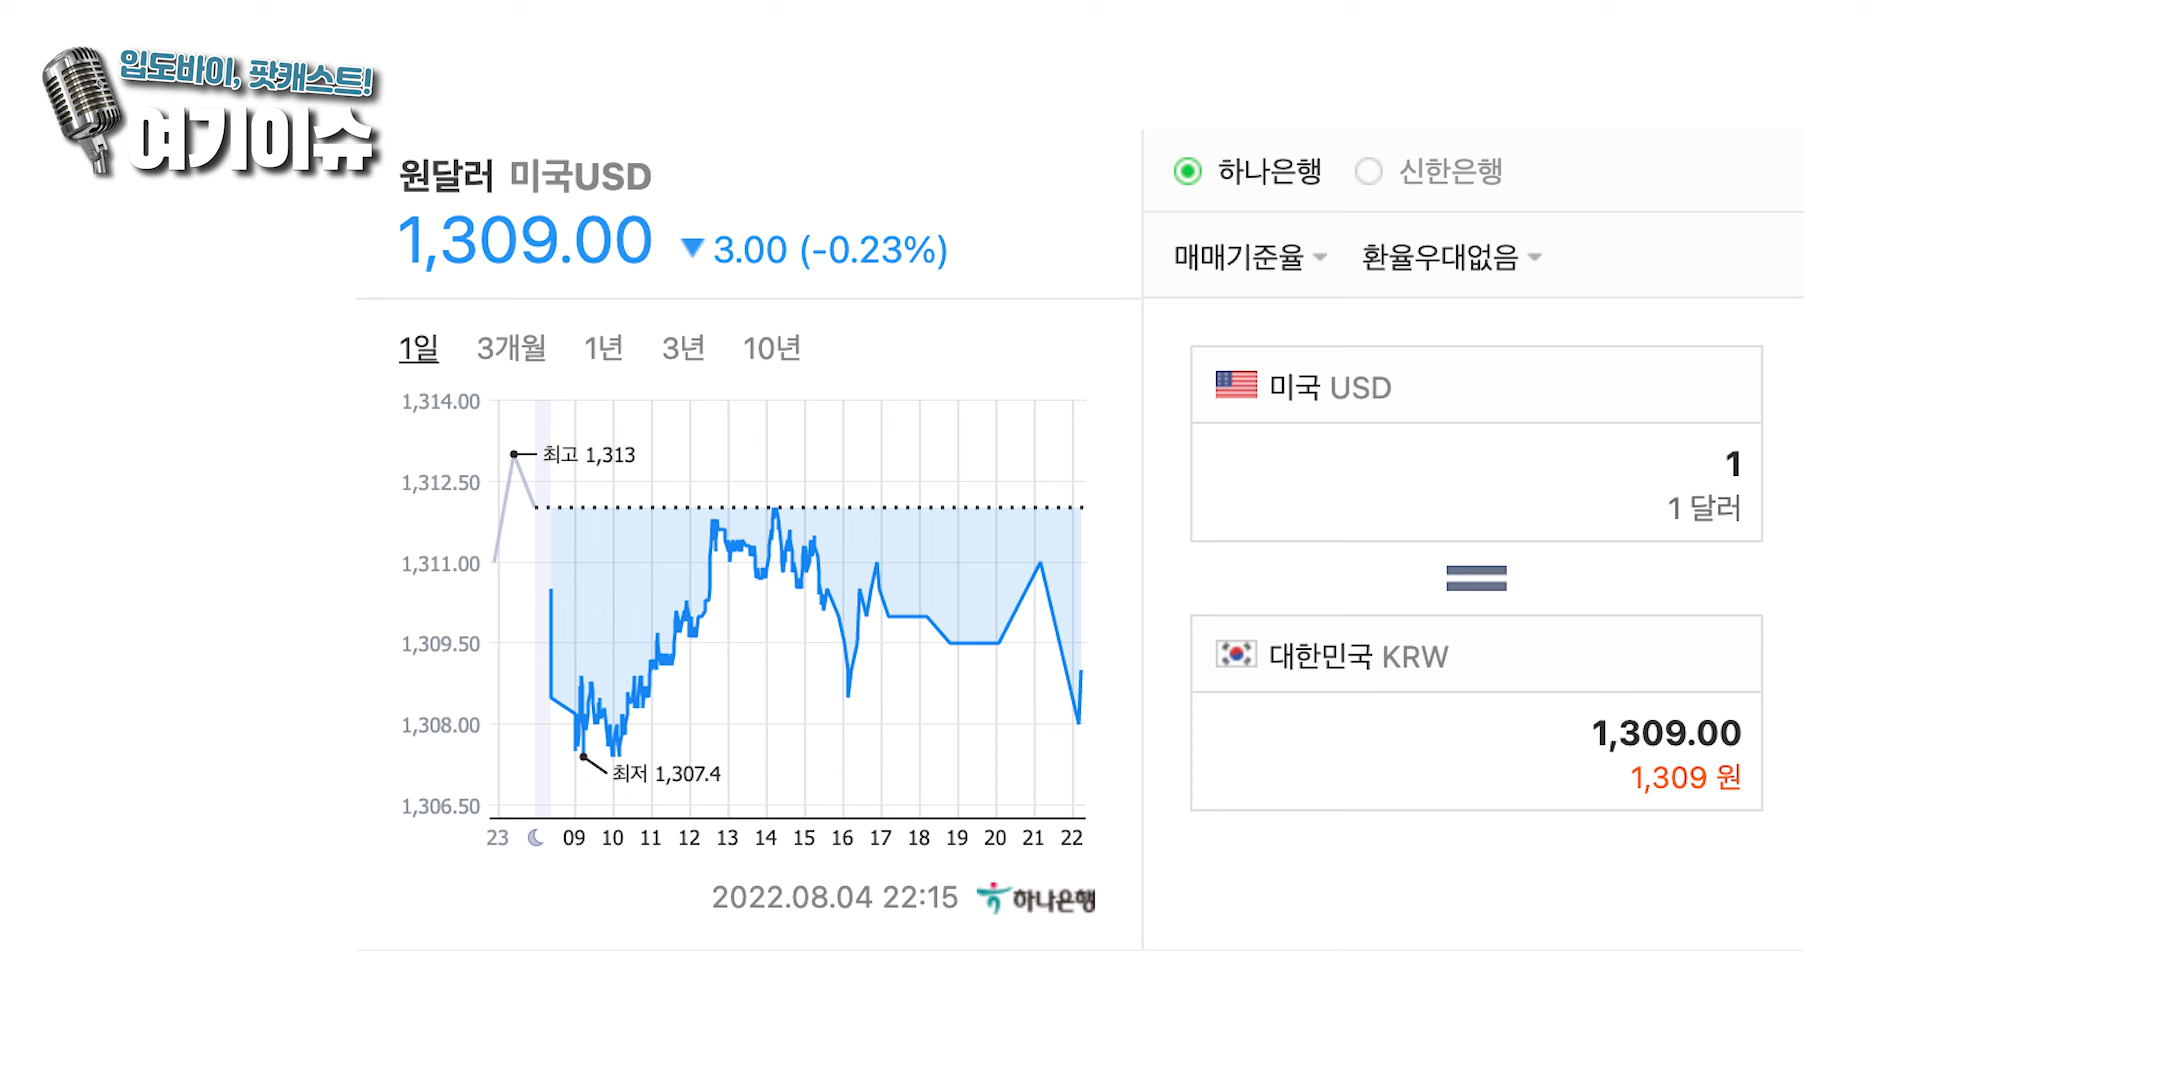 입도바이, 팟캐스트!
여기이슈
원달러 미국USD
1,309.00 ▼3.00 (-0.23%)
1일 3개월 1년 3년 10년
1,314.00
최고 1,313
1,312.50
1,311.00
1,309.50
1,308.00
최저 1,307.4
1,306.50
23 09 10 11 12 13 14 15 16 17 18 19 20 21 22
2022.08.04 22:15 하나은행
하나은행 신한은행
매매기준율 환율우대없음
미국 USD
1
1 달러
대한민국 KRW
1,309.00
1,309 원